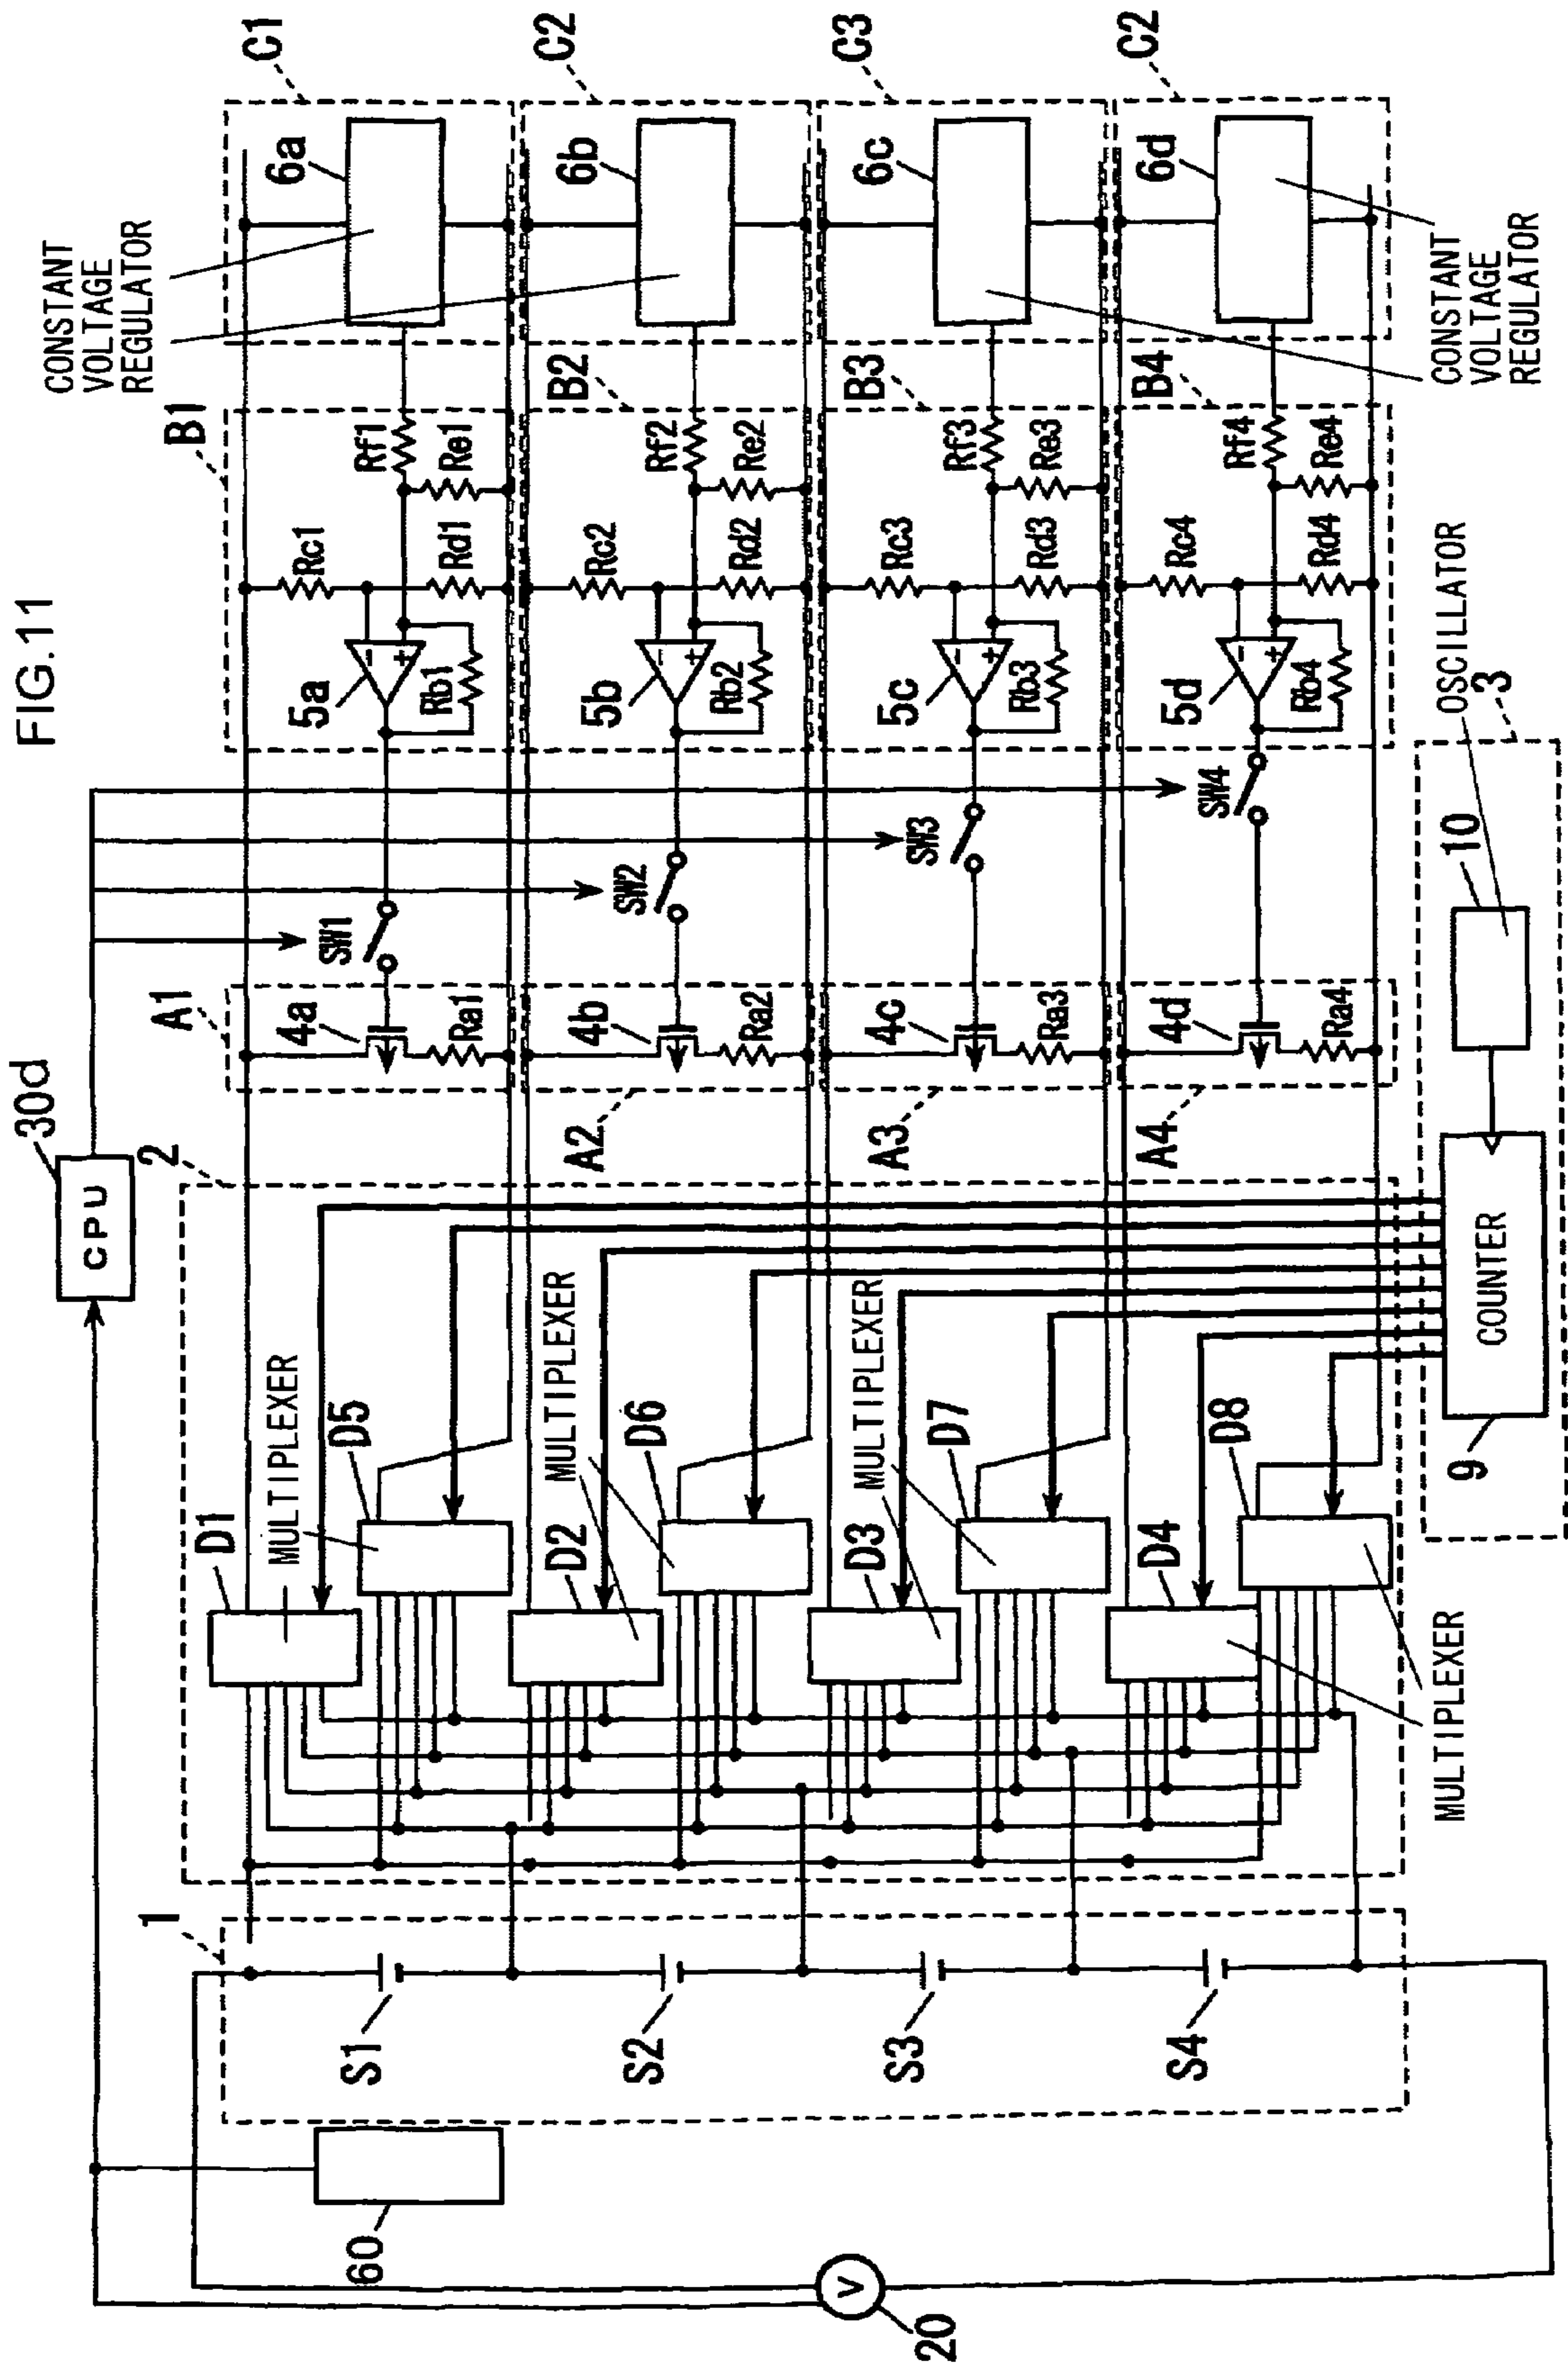 FIG.11
CONSTANT
VOLTAGE
REGULATOR
C1
C2
C3
C2
6a
6b
6c
6d
CONSTANT
VOLTAGE
REGULATOR
B1
B2
B3
B4
Rf1
Re1
Rf2
Re2
Rf3
Re3
Rf4
Re4
Rc1
Rd1
Rc2
Rd2
Rc3
Rd3
Rc4
Rd4
5a
- +
Rb1
5b
- +
Rb2
5c
- +
Rb3
5d
- +
Rb4
SW1
SW2
SW3
SW4
OSCILLATOR
3
10
A1
4a
Ra1
4b
Ra2
4c
Ra3
4d
Ra4
A2
A3
A4
30d
CPU
2
COUNTER
9
MULTIPLEXER
MULTIPLEXER
MULTIPLEXER
MULTIPLEXER
D1
D5
D2
D6
D3
D7
D4
D8
1
S1
S2
S3
S4
60
V
20